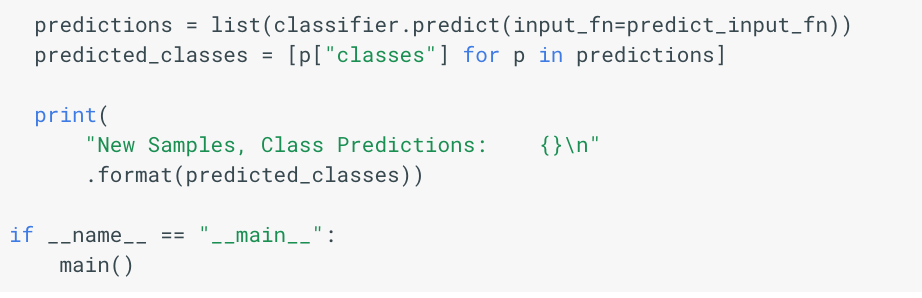 predictions = list(classifier.predict(input_fn=predict_input_fn))
predicted_classes = [p["classes"] for p in predictions]
print(
"New Samples, Class Predictions:    {}\n"
.format(predicted_classes))
if __name__ == "__main__":
main()